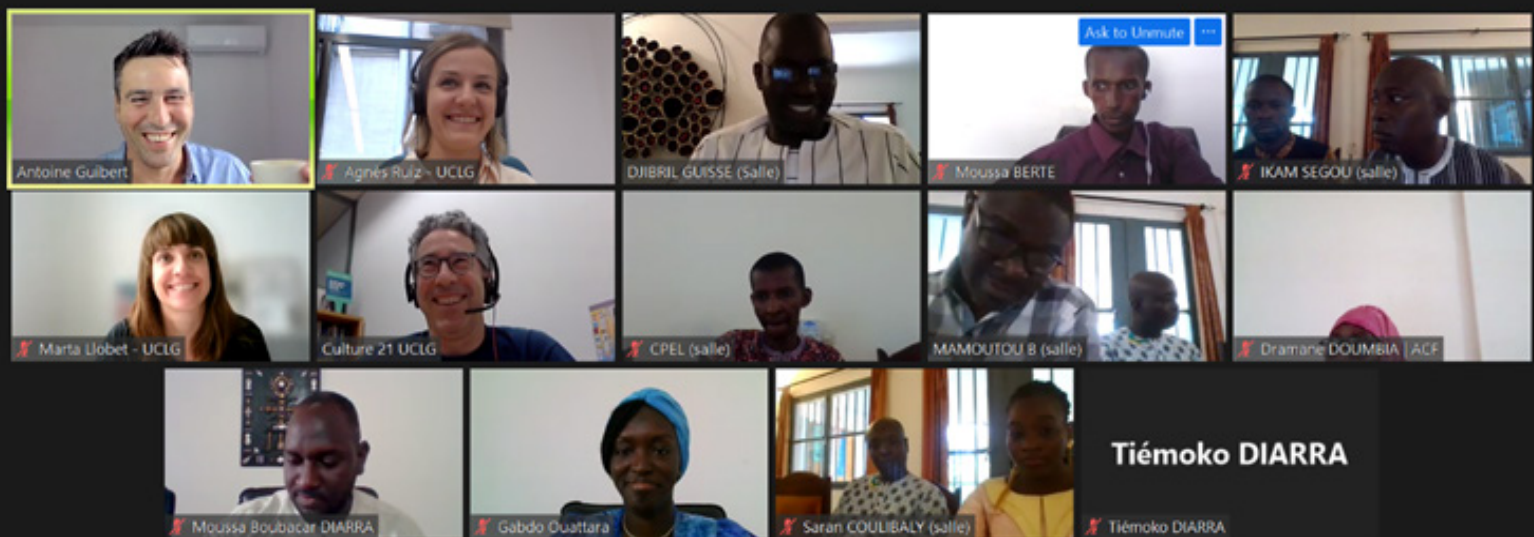 Ask to Unmute ...
Antoine Guibert
Agnès Ruiz - UCLG
DJIBRIL GUISSE (Salle)
Moussa BERTE
IKAM SEGOU (salle)
Marta Llobet - UCLG
Culture 21 UCLG
CPEL (salle)
MAMOUTOU B (salle)
Dramane DOUMBIA | ACF
Tiémoko DIARRA
Moussa Boubacar DIARRA
Gabdo Ouattara
Saran COULIBALY (salle)
Tiémoko DIARRA